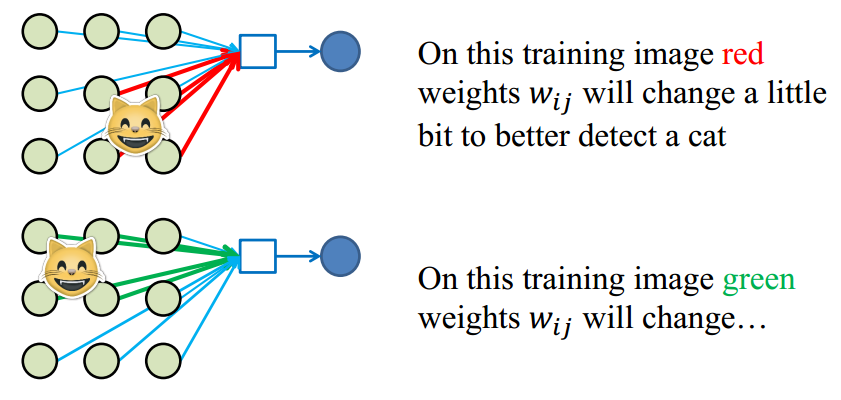 On this training image red
weights w_{ij} will change a little
bit to better detect a cat
On this training image green
weights w_{ij} will change…